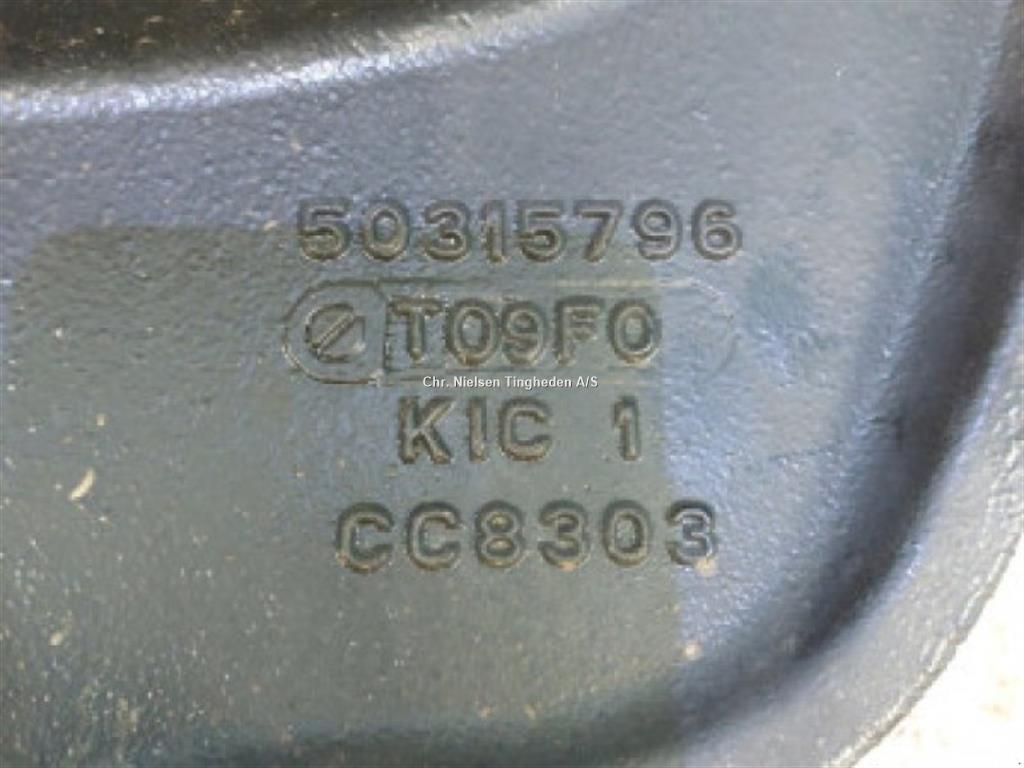 50315796
T09F0
Chr. Nielsen Tingheden A/S
KIC 1
CC8303